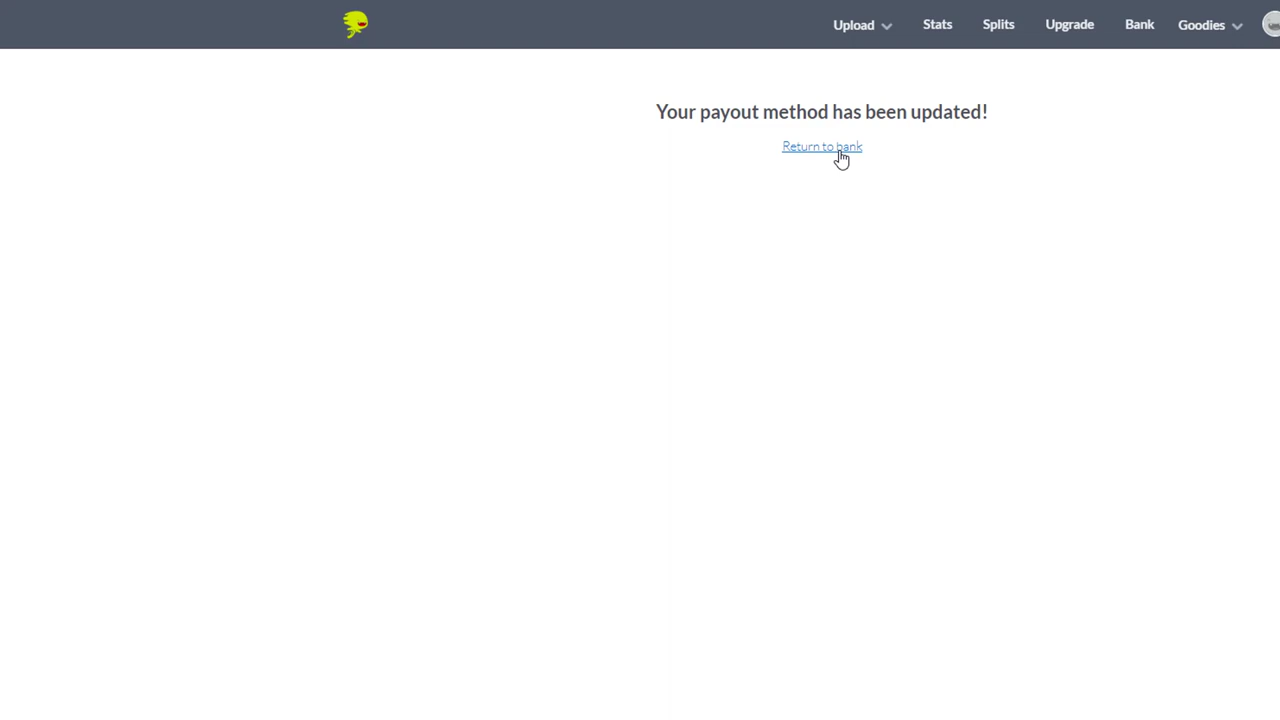 Upload Stats Splits Upgrade Bank Goodies
Your payout method has been updated!
Return to bank